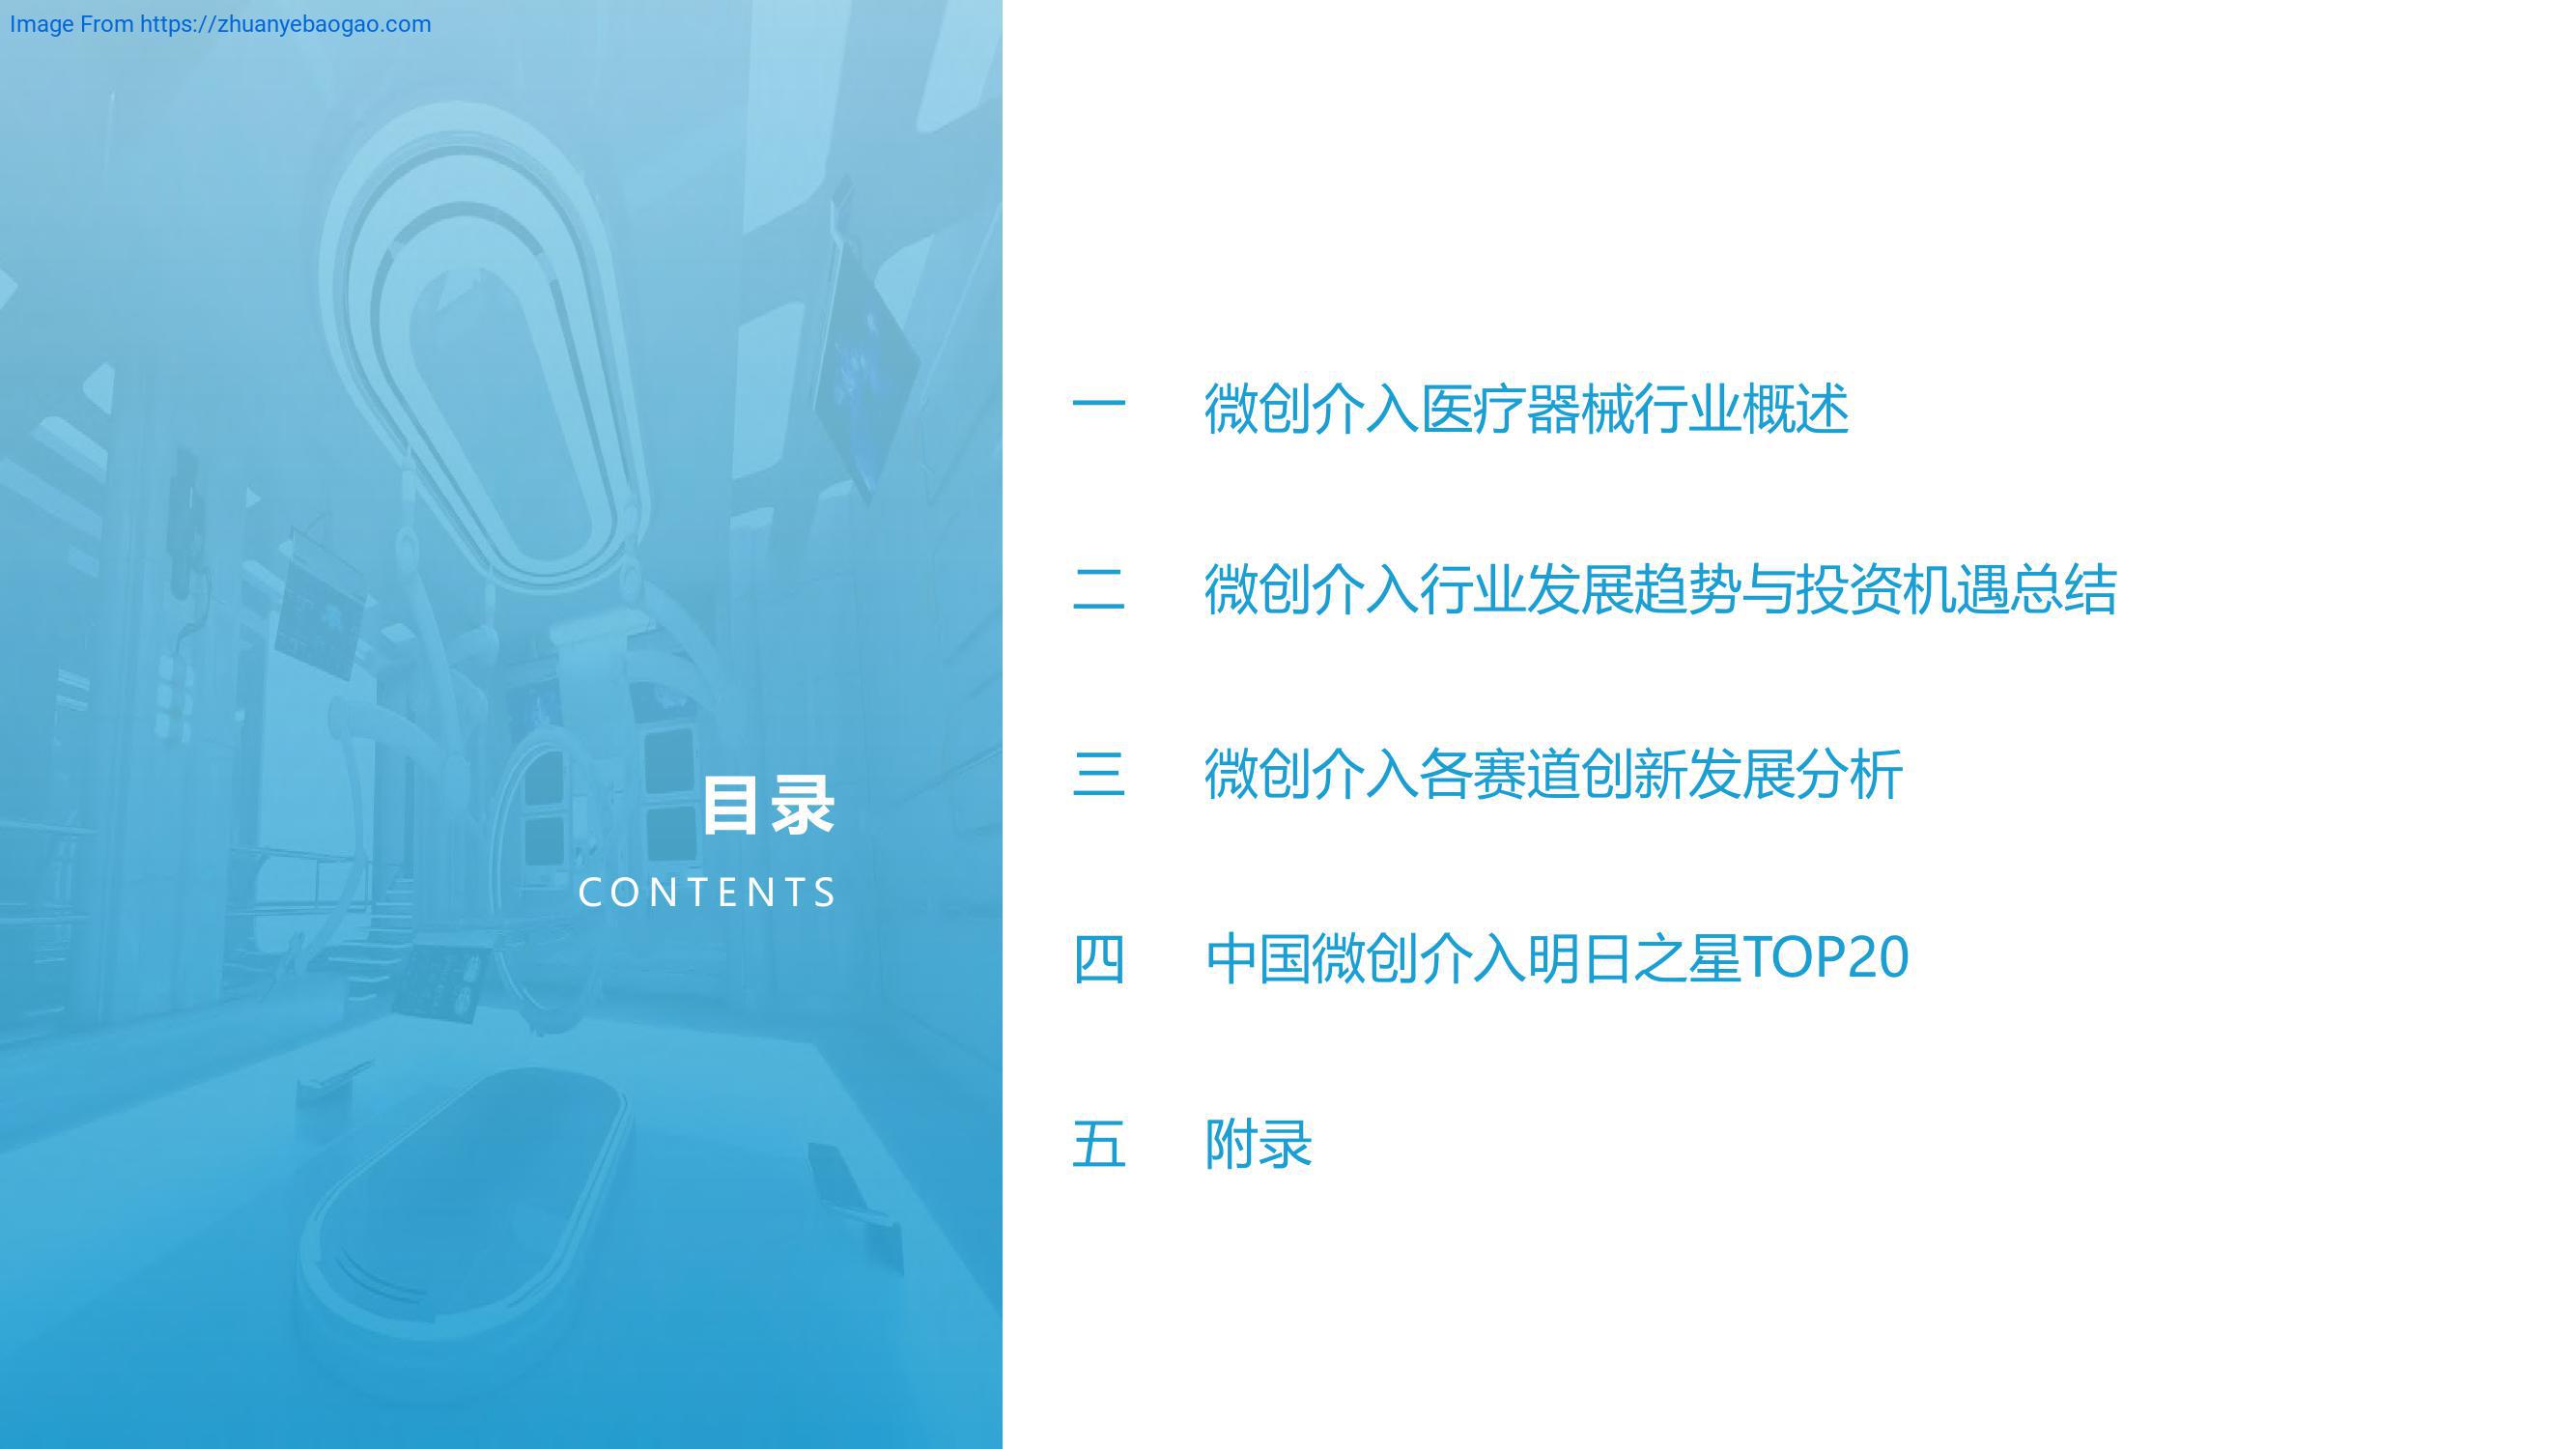 Image From https://zhuanyebaogao.com
目录
CONTENTS
一 微创介入医疗器械行业概述
二 微创介入行业发展趋势与投资机遇总结
三 微创介入各赛道创新发展分析
四 中国微创介入明日之星TOP20
五 附录